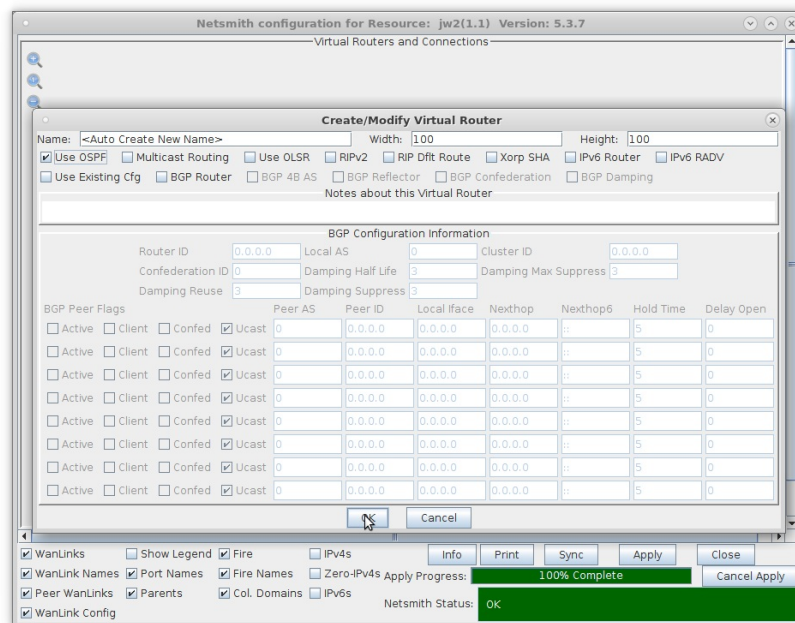 Netsmith configuration for Resource: jw2(1.1) Version: 5.3.7
Virtual Routers and Connections
Create/Modify Virtual Router
Name: <Auto Create New Name> Width: 100 Height: 100
Use OSPF Multicast Routing Use OLSR RIPv2 RIP Dflt Route Xorp SHA IPv6 Router IPv6 RADV
Use Existing Cfg BGP Router BGP 4B AS BGP Reflector BGP Confederation BGP Damping
Notes about this Virtual Router
BGP Configuration Information
Router ID 0.0.0.0 Local AS 0 Cluster ID 0.0.0.0
Confederation ID 0 Damping Half Life 3 Damping Max Suppress 3
Damping Reuse 3 Damping Suppress 3
BGP Peer Flags Peer AS Peer ID Local Iface Nexthop Nexthop6 Hold Time Delay Open
Active Client Confed Ucast 0 0.0.0.0 0.0.0.0 0.0.0.0 :: 5 0
Active Client Confed Ucast 0 0.0.0.0 0.0.0.0 0.0.0.0 :: 5 0
Active Client Confed Ucast 0 0.0.0.0 0.0.0.0 0.0.0.0 :: 5 0
Active Client Confed Ucast 0 0.0.0.0 0.0.0.0 0.0.0.0 :: 5 0
Active Client Confed Ucast 0 0.0.0.0 0.0.0.0 0.0.0.0 :: 5 0
Active Client Confed Ucast 0 0.0.0.0 0.0.0.0 0.0.0.0 :: 5 0
Active Client Confed Ucast 0 0.0.0.0 0.0.0.0 0.0.0.0 :: 5 0
Active Client Confed Ucast 0 0.0.0.0 0.0.0.0 0.0.0.0 :: 5 0
OK Cancel
WanLinks Show Legend Fire IPv4s Info Print Sync Apply Close
WanLink Names Port Names Fire Names Zero-IPv4s Apply Progress: 100% Complete Cancel Apply
Peer WanLinks Parents Col. Domains IPv6s Netsmith Status: OK
WanLink Config